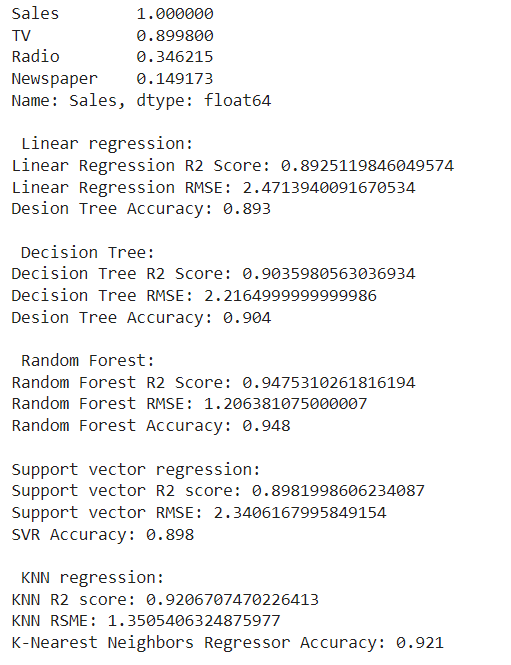 Sales 1.000000
TV 0.899800
Radio 0.346215
Newspaper 0.149173
Name: Sales, dtype: float64
Linear regression:
Linear Regression R2 Score: 0.8925119846049574
Linear Regression RMSE: 2.4713940091670534
Desion Tree Accuracy: 0.893
Decision Tree:
Decision Tree R2 Score: 0.9035980563036934
Decision Tree RMSE: 2.2164999999999986
Desion Tree Accuracy: 0.904
Random Forest:
Random Forest R2 Score: 0.9475310261816194
Random Forest RMSE: 1.206381075000007
Random Forest Accuracy: 0.948
Support vector regression:
Support vector R2 score: 0.8981998606234087
Support vector RMSE: 2.3406167995849154
SVR Accuracy: 0.898
KNN regression:
KNN R2 score: 0.9206707470226413
KNN RSME: 1.3505406324875977
K-Nearest Neighbors Regressor Accuracy: 0.921